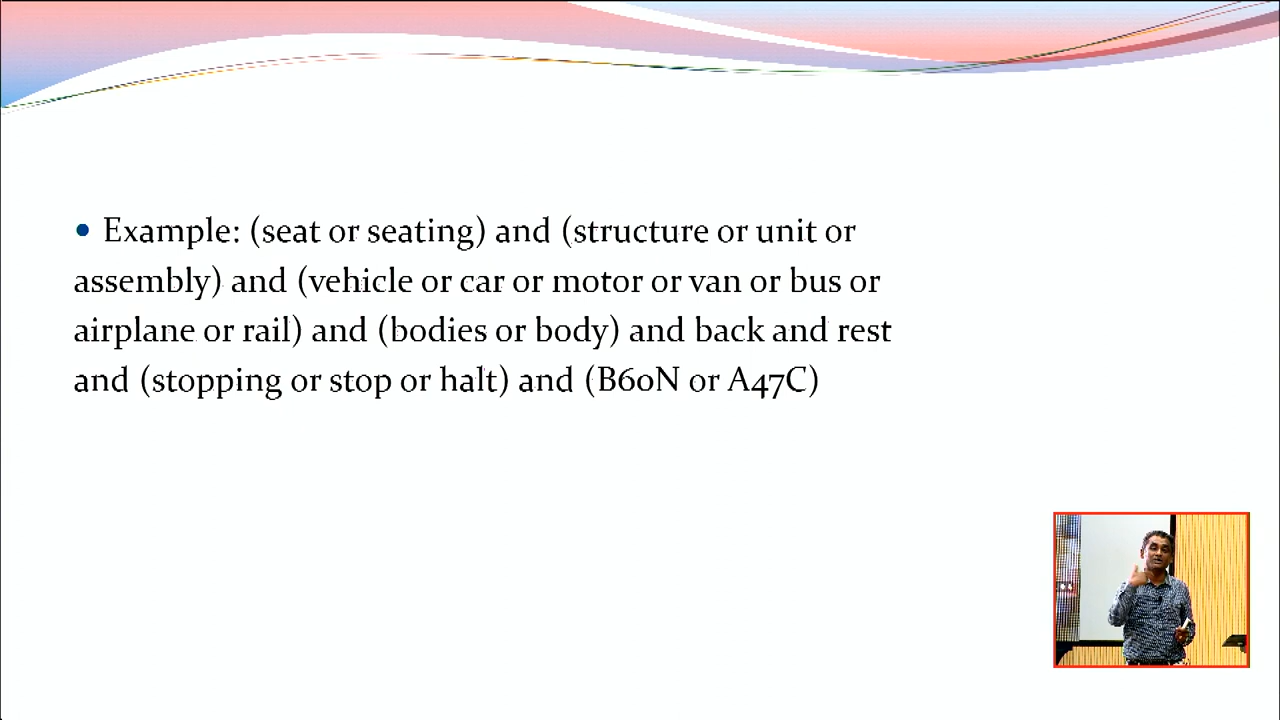 • Example: (seat or seating) and (structure or unit or
assembly) and (vehicle or car or motor or van or bus or
airplane or rail) and (bodies or body) and back and rest
and (stopping or stop or halt) and (B60N or A47C)